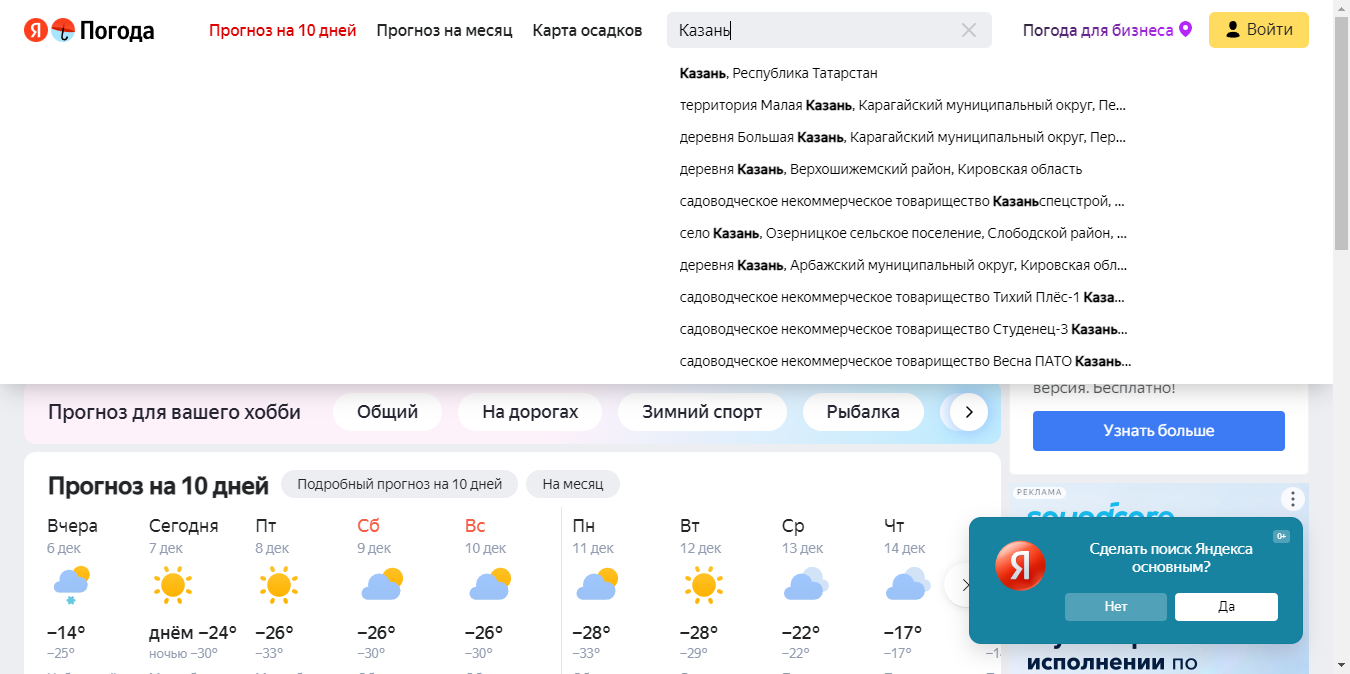 Я Погода
Прогноз на 10 дней
Прогноз на месяц
Карта осадков
Казань
Погода для бизнеса
Войти
Казань, Республика Татарстан
территория Малая Казань, Карагайский муниципальный округ, Пе...
деревня Большая Казань, Карагайский муниципальный округ, Пер...
деревня Казань, Верхошижемский район, Кировская область
садоводческое некоммерческое товарищество Казаньспецстрой, ...
село Казань, Озерницкое сельское поселение, Слободской район, ...
деревня Казань, Арбажский муниципальный округ, Кировская обл...
садоводческое некоммерческое товарищество Тихий Плёс-1 Каза...
садоводческое некоммерческое товарищество Студенец-3 Казань...
садоводческое некоммерческое товарищество Весна ПАТО Казань...
версия. Бесплатно!
Узнать больше
Прогноз для вашего хобби
Общий
На дорогах
Зимний спорт
Рыбалка
Прогноз на 10 дней
Подробный прогноз на 10 дней
На месяц
Вчера Сегодня Пт Сб Вс Пн Вт Ср Чт
6 дек 7 дек 8 дек 9 дек 10 дек 11 дек 12 дек 13 дек 14 дек
−14° днём −24° −26° −26° −26° −28° −28° −22° −17°
−25° ночью −30° −33° −30° −30° −33° −29° −22° −17°
РЕКЛАМА
soundcore
0+
Я
Сделать поиск Яндекса
основным?
Нет
Да
исполнении по